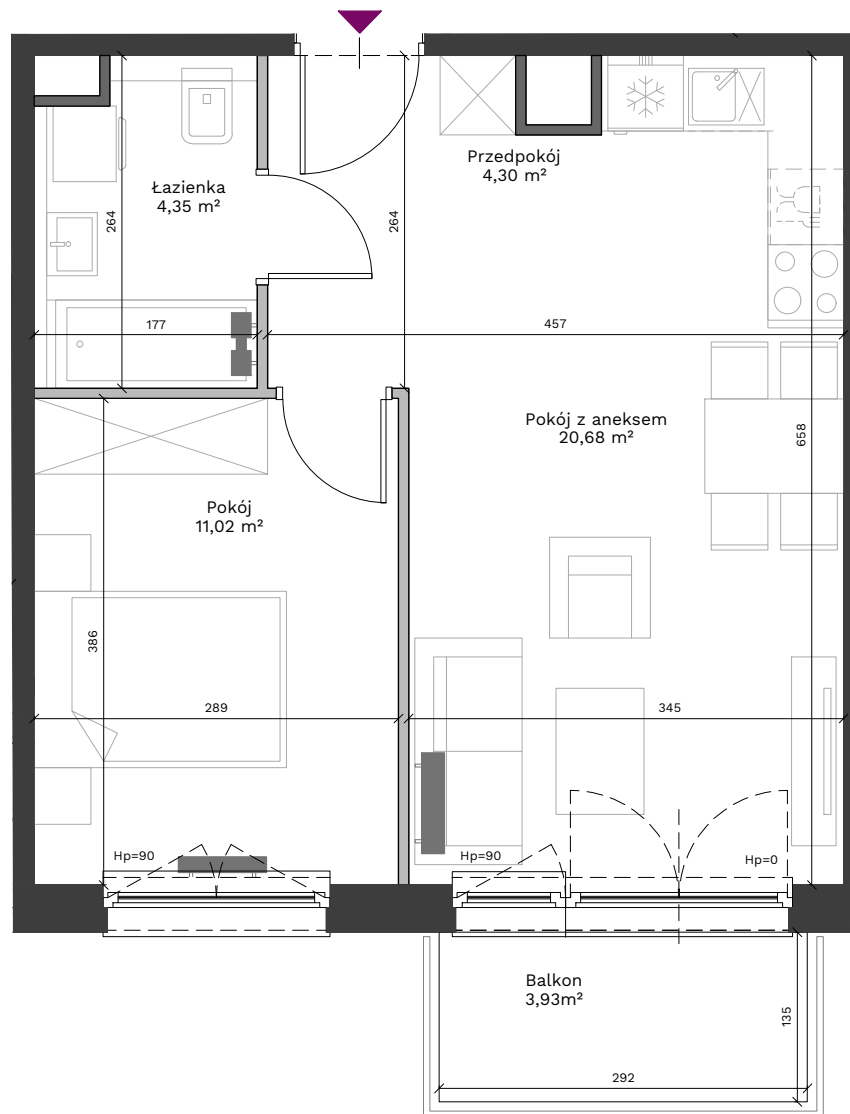 Przedpokój
4,30 m²
Łazienka
4,35 m²
264
264
177
457
Pokój z aneksem
20,68 m²
658
Pokój
11,02 m²
386
289
345
Hp=90
Hp=90
Hp=0
Balkon
3,93m²
135
292